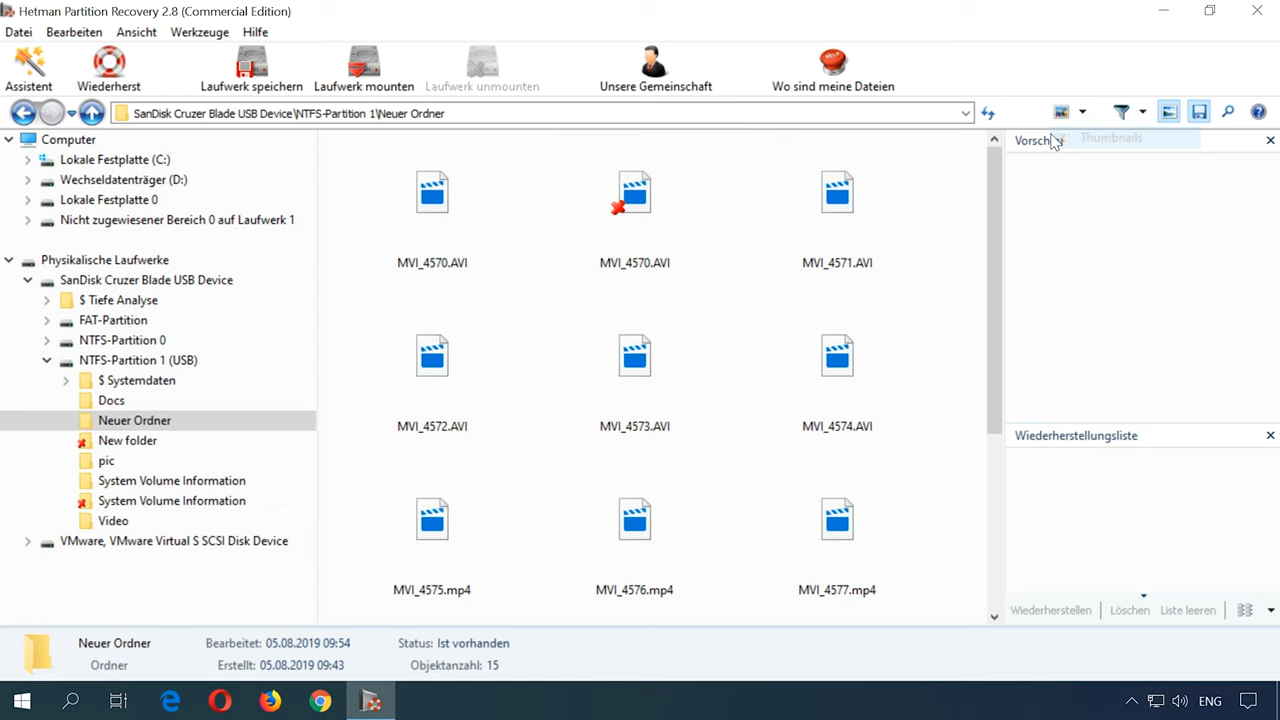 Hetman Partition Recovery 2.8 (Commercial Edition)
Datei Bearbeiten Ansicht Werkzeuge Hilfe
Assistent Wiederherst Laufwerk speichern Laufwerk mounten Laufwerk unmounten Unsere Gemeinschaft Wo sind meine Dateien
SanDisk Cruzer Blade USB Device\NTFS-Partition 1\Neuer Ordner
Computer
Lokale Festplatte (C:)
Wechseldatenträger (D:)
Lokale Festplatte 0
Nicht zugewiesener Bereich 0 auf Laufwerk 1
Physikalische Laufwerke
SanDisk Cruzer Blade USB Device
$ Tiefe Analyse
FAT-Partition
NTFS-Partition 0
NTFS-Partition 1 (USB)
$ Systemdaten
Docs
Neuer Ordner
New folder
pic
System Volume Information
System Volume Information
Video
VMware, VMware Virtual S SCSI Disk Device
MVI_4570.AVI MVI_4570.AVI MVI_4571.AVI
MVI_4572.AVI MVI_4573.AVI MVI_4574.AVI
MVI_4575.mp4 MVI_4576.mp4 MVI_4577.mp4
Thumbnails
Wiederherstellungsliste
Wiederherstellen Löschen Liste leeren
Neuer Ordner Bearbeitet: 05.08.2019 09:54 Status: Ist vorhanden
Ordner Erstellt: 05.08.2019 09:43 Objektanzahl: 15
ENG